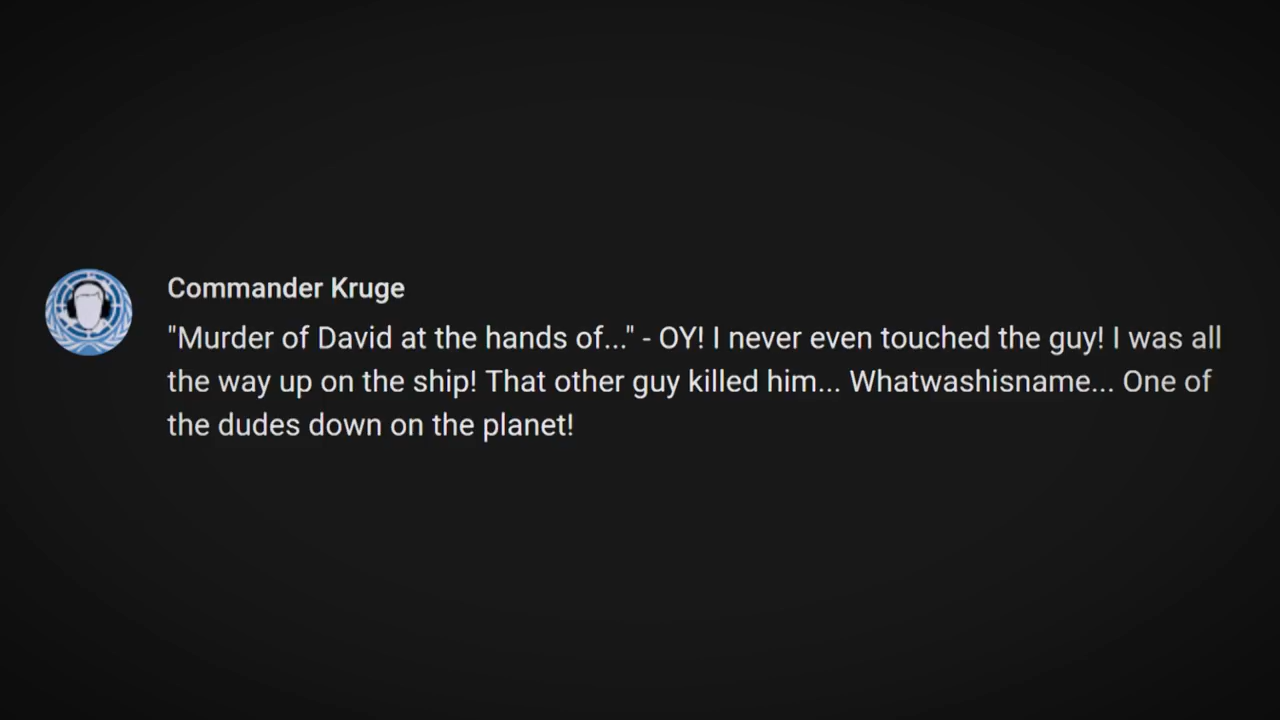 Commander Kruge
"Murder of David at the hands of..." - OY! I never even touched the guy! I was all
the way up on the ship! That other guy killed him... Whatwashisname... One of
the dudes down on the planet!